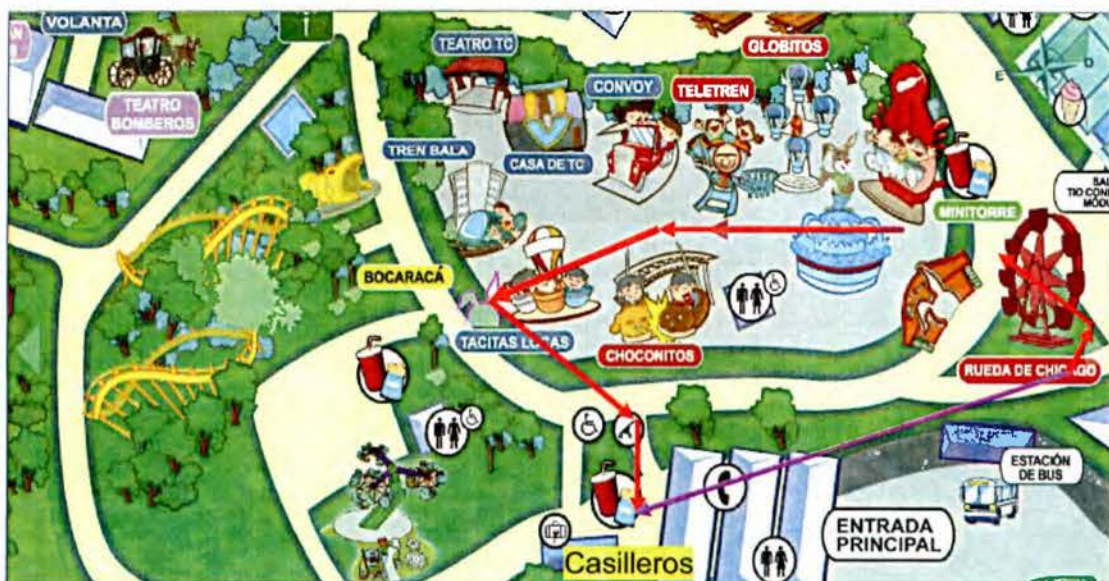 VOLANTA
TEATRO
BOMBEROS
TEATRO TC
GLOBITOS
CONVOY
TELETREN
TREN BALA
CASA DE TC
E
MINITORRE
BOCARACÁ
TACITAS LOCAS
CHOCONITOS
RUEDA DE CHICAGO
ESTACIÓN
DE BUS
ENTRADA
PRINCIPAL
Casilleros